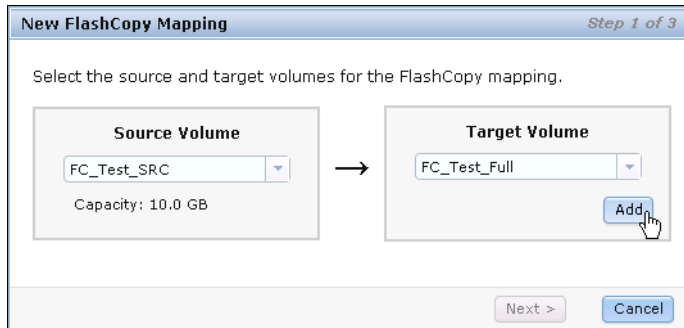 New FlashCopy Mapping Step 1 of 3
Select the source and target volumes for the FlashCopy mapping.
Source Volume
FC_Test_SRC
Capacity: 10.0 GB
→
Target Volume
FC_Test_Full
Add
Next >
Cancel